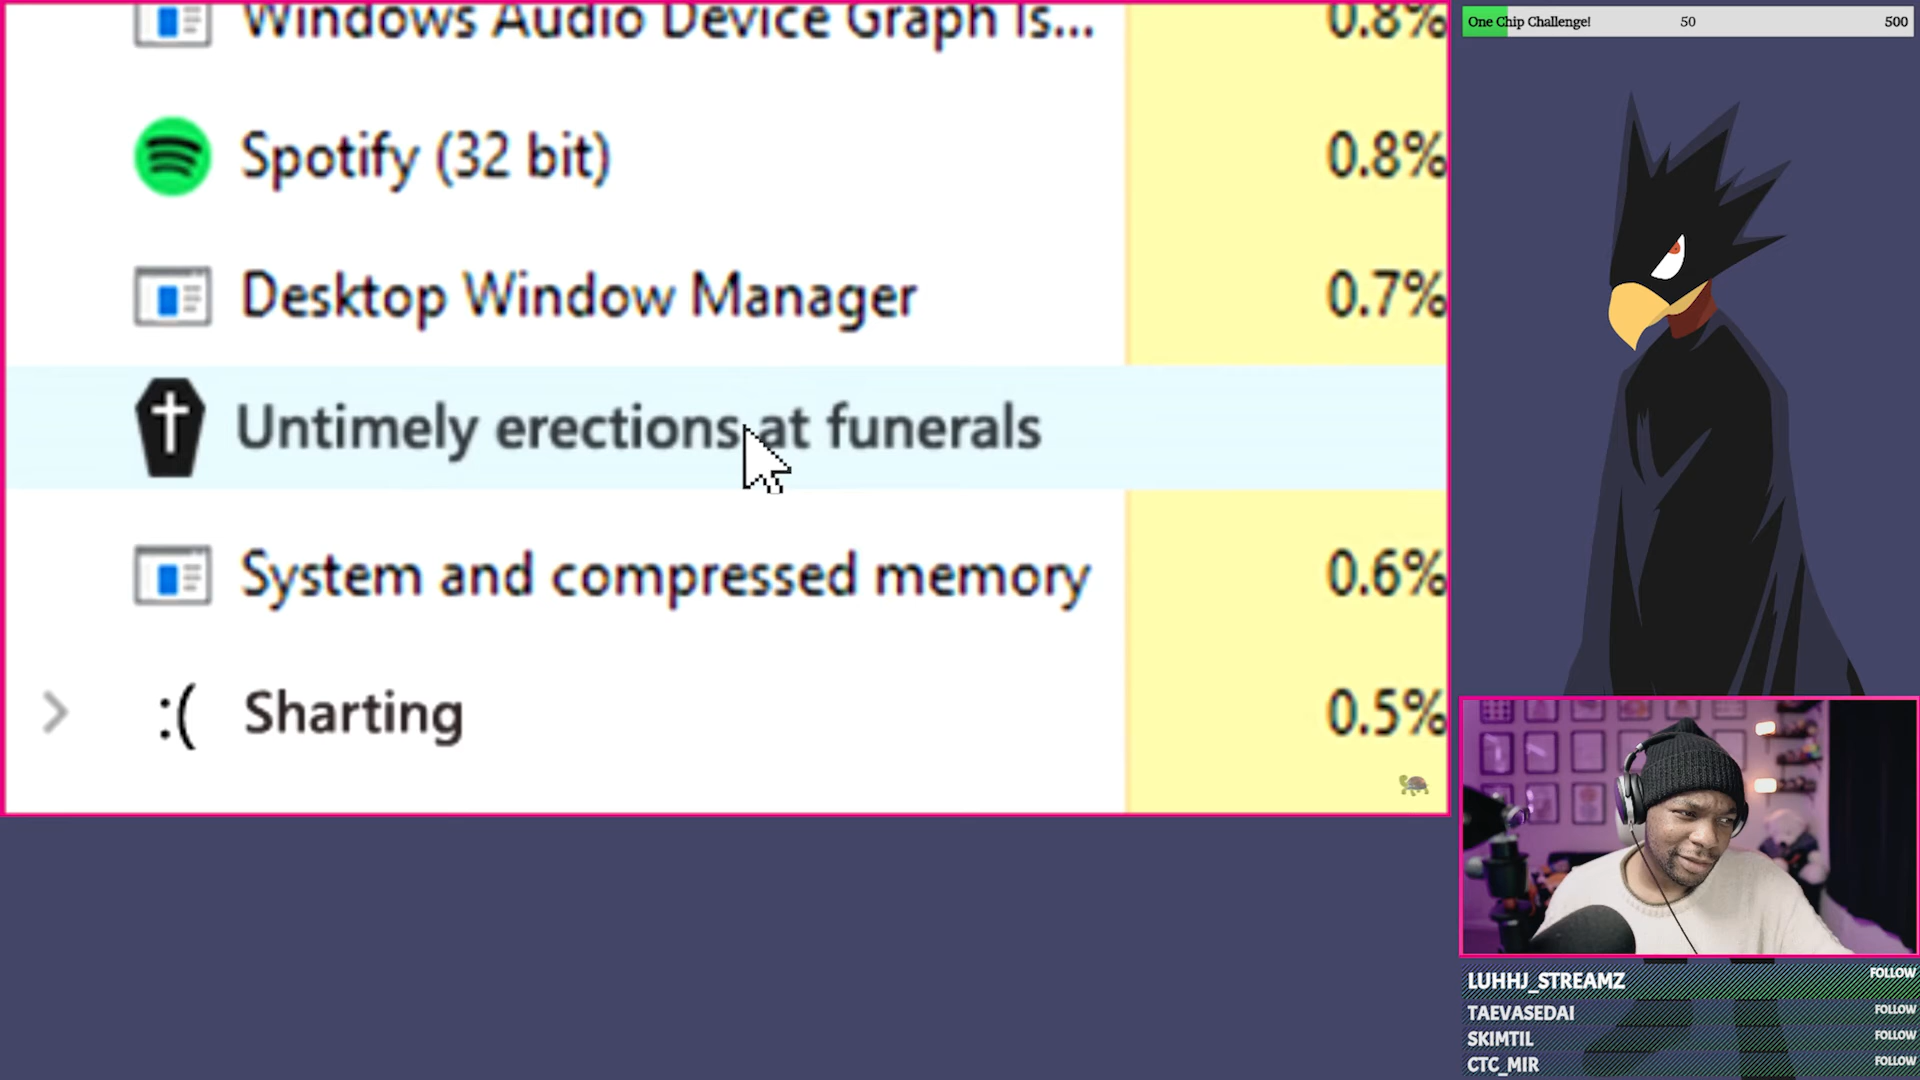 Windows Audio Device Graph Is... 0.8%
Spotify (32 bit) 0.8%
Desktop Window Manager 0.7%
Untimely erections at funerals
System and compressed memory 0.6%
:( Sharting 0.5%
One Chip Challenge! 50 500
LUHHJ_STREAMZ FOLLOW
TAEVASEDAI FOLLOW
SKIMTIL FOLLOW
CTC_MIR FOLLOW